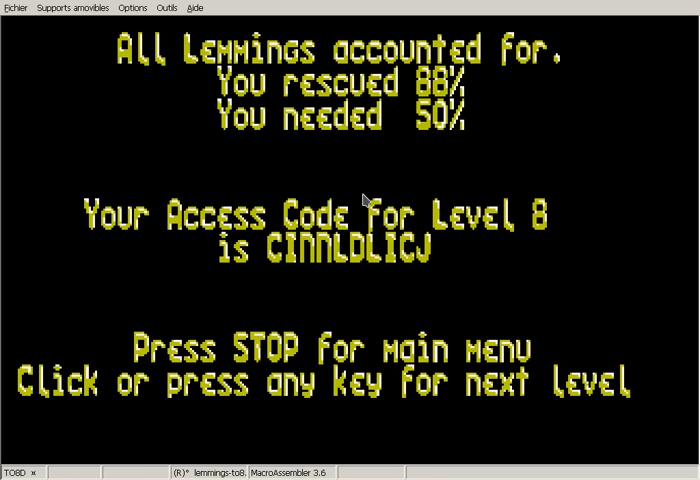 Fichier Supports amovibles Options Outils Aide
All Lemmings accounted for.
You rescued 88%
You needed 50%
Your Access Code for Level 8
is CINNLDLICJ
Press STOP for main menu
Click or press any key for next level
TO8D × (R)* lemmings-to8. MacroAssembler 3.6